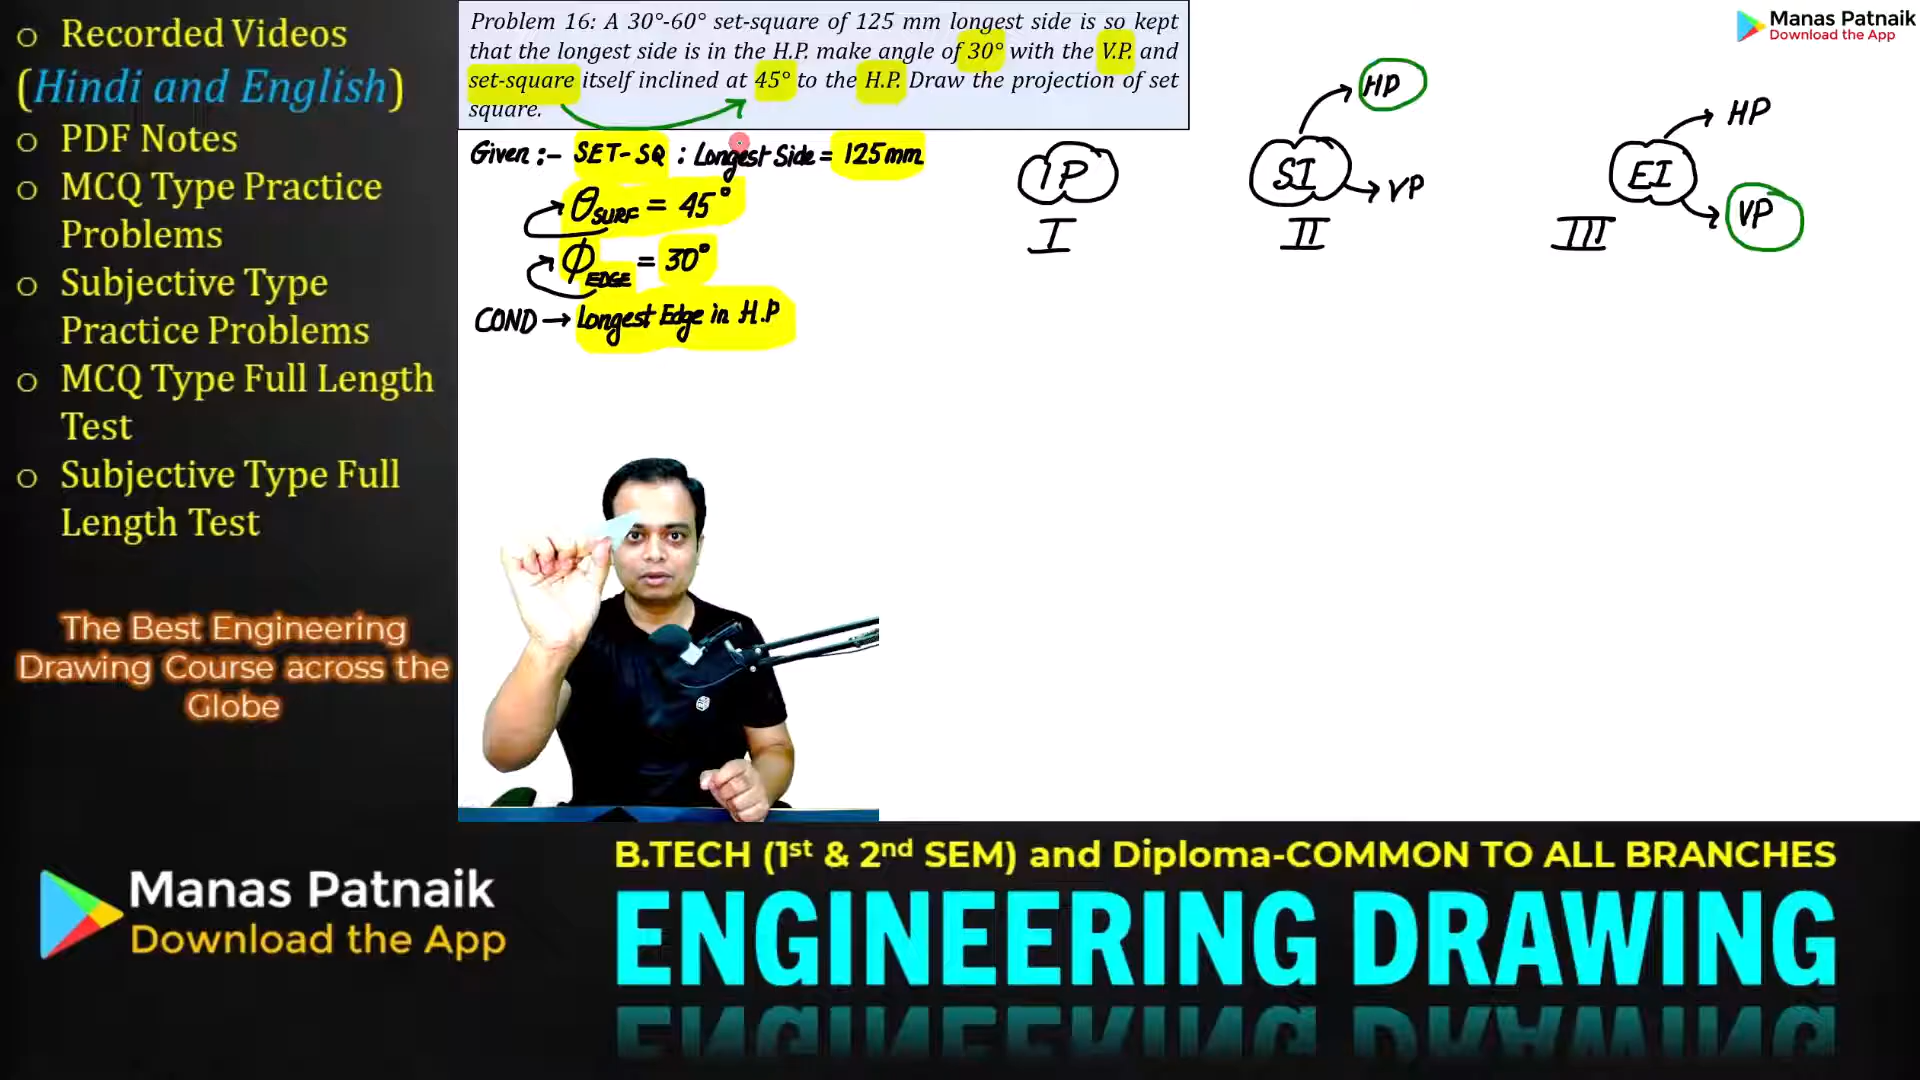 o Recorded Videos
(Hindi and English)
o PDF Notes
o MCQ Type Practice
Problems
o Subjective Type
Practice Problems
o MCQ Type Full Length
Test
o Subjective Type Full
Length Test
The Best Engineering
Drawing Course across the
Globe
Problem 16: A 30°-60° set-square of 125 mm longest side is so kept
that the longest side is in the H.P. make angle of 30° with the V.P. and
set-square itself inclined at 45° to the H.P. Draw the projection of set
square.
Given :- SET-SQ : Longest Side = 125mm
θ SURF = 45°
ϕ EDGE = 30°
COND → Longest Edge in H.P
IP
I
HP
SI
VP
II
HP
EI
VP
III
Manas Patnaik
Download the App
Manas Patnaik
Download the App
B.TECH (1st & 2nd SEM) and Diploma-COMMON TO ALL BRANCHES
ENGINEERING DRAWING